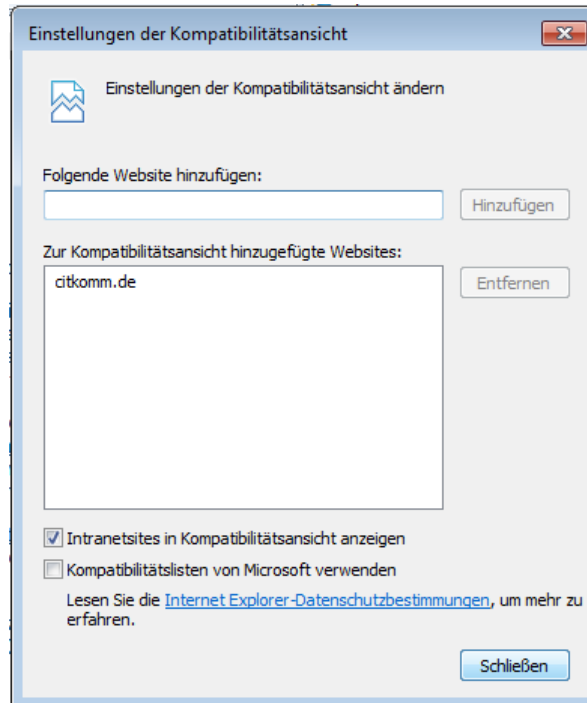 Einstellungen der Kompatibilitätsansicht
Einstellungen der Kompatibilitätsansicht ändern
Folgende Website hinzufügen:
Hinzufügen
Zur Kompatibilitätsansicht hinzugefügte Websites:
citkomm.de
Entfernen
Intranetsites in Kompatibilitätsansicht anzeigen
Kompatibilitätslisten von Microsoft verwenden
Lesen Sie die Internet Explorer-Datenschutzbestimmungen, um mehr zu
erfahren.
Schließen